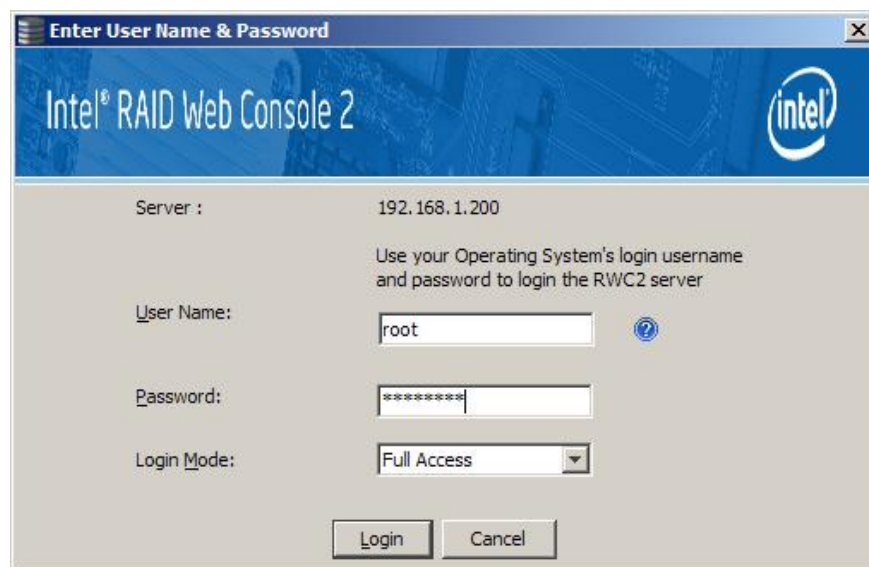 Enter User Name & Password
Intel® RAID Web Console 2
intel
Server :
192.168.1.200
Use your Operating System's login username
and password to login the RWC2 server
User Name:
root
Password:
********
Login Mode:
Full Access
Login
Cancel